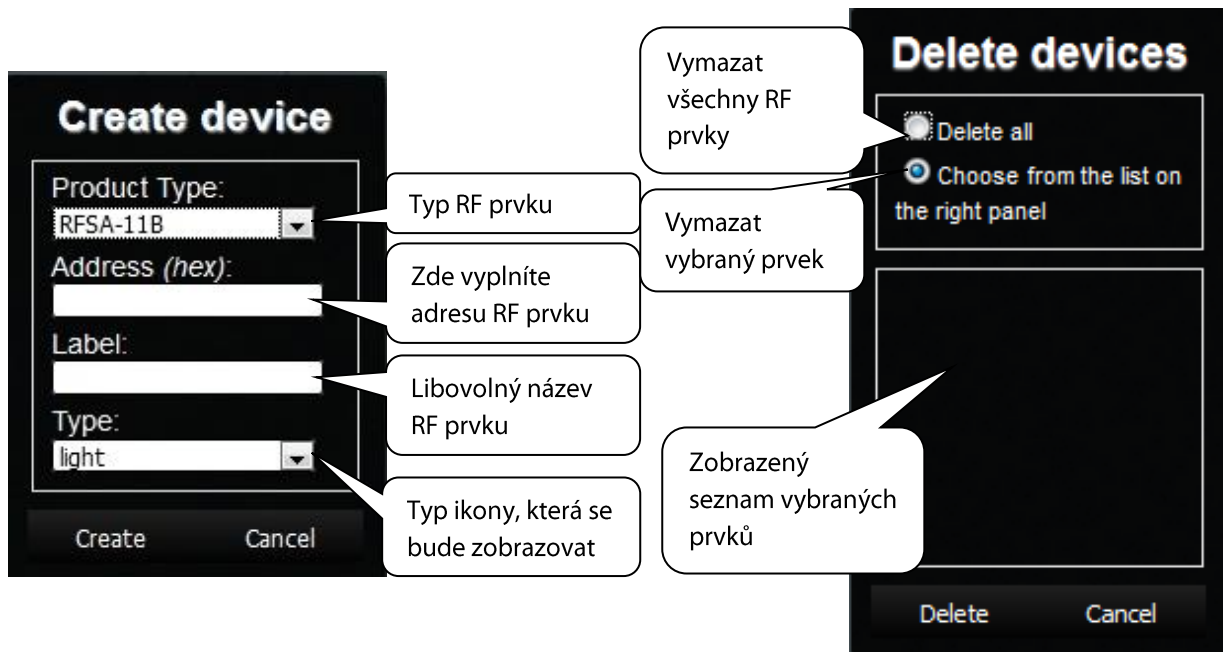 Create device
Product Type:
RFSA-11B
Address (hex):
Label:
Type:
light
Create
Cancel
Typ RF prvku
Zde vyplníte
adresu RF prvku
Libovolný název
RF prvku
Typ ikony, která se
bude zobrazovat
Vymazat
všechny RF
prvky
Vymazat
vybraný prvek
Zobrazený
seznam vybraných
prvků
Delete devices
Delete all
Choose from the list on
the right panel
Delete
Cancel